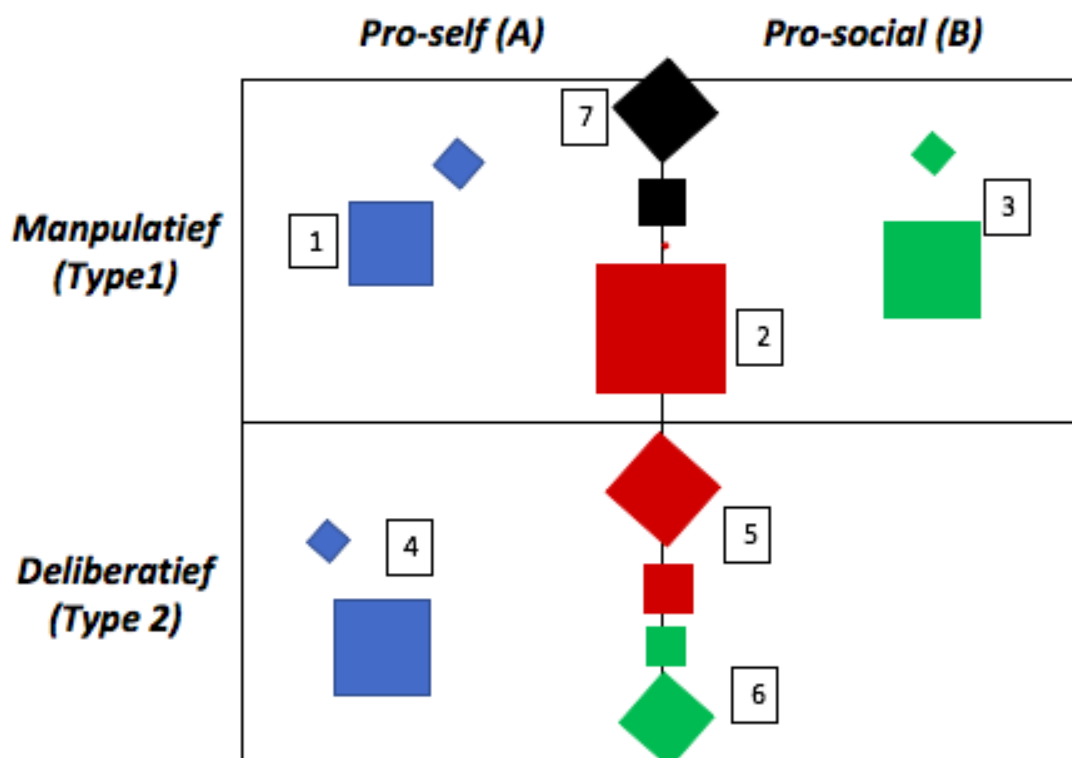 Pro-self (A)
Pro-social (B)
7
3
Manpulatief
(Type1)
1
2
5
4
Deliberatief
(Type 2)
6